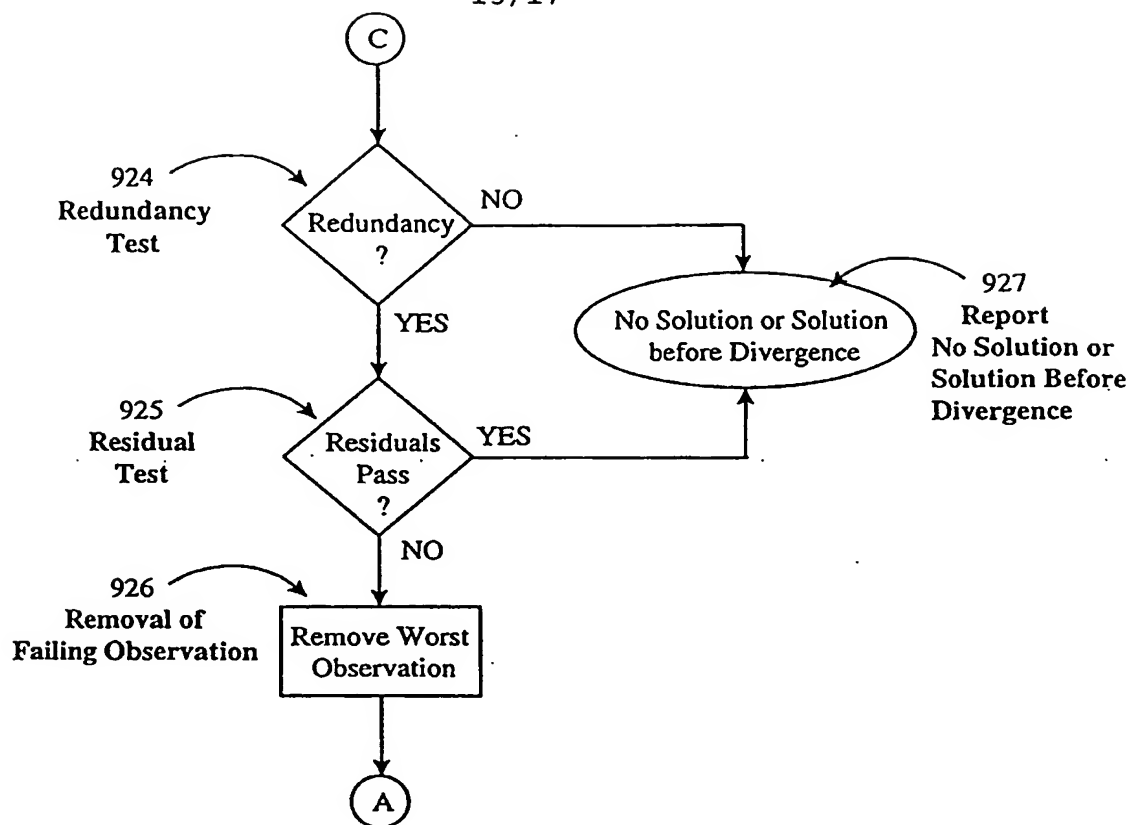 C
924
Redundancy
Test
Redundancy
?
NO
YES
No Solution or Solution
before Divergence
927
Report
No Solution or
Solution Before
Divergence
925
Residual
Test
Residuals
Pass
?
YES
NO
926
Removal of
Failing Observation
Remove Worst
Observation
A